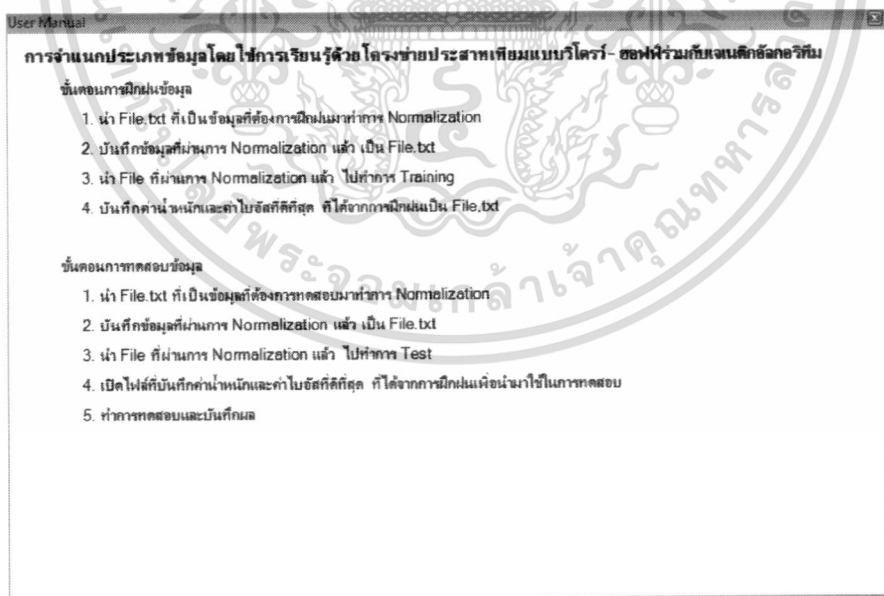 User Manual
การจำแนกประเภทข้อมูลโดยใช้การเรียนรู้ด้วยโครงข่ายประสาทเทียมแบบวิโดรว์- ฮอฟฟ์ร่วมกับเจเนติกอัลกอริทึม
ขั้นตอนการฝึกฝนข้อมูล
1. นำ File.txt ที่เป็นข้อมูลที่ต้องการฝึกฝนมาทำการ Normalization
2. บันทึกข้อมูลที่ผ่านการ Normalization แล้ว เป็น File.txt
3. นำ File ที่ผ่านการ Normalization แล้ว ไปทำการ Training
4. บันทึกค่าน้ำหนักและค่าไบอัสที่ดีที่สุด ที่ได้จากการฝึกฝนเป็น File.txt
ขั้นตอนการทดสอบข้อมูล
1. นำ File.txt ที่เป็นข้อมูลที่ต้องการทดสอบมาทำการ Normalization
2. บันทึกข้อมูลที่ผ่านการ Normalization แล้ว เป็น File.txt
3. นำ File ที่ผ่านการ Normalization แล้ว ไปทำการ Test
4. เปิดไฟล์ที่บันทึกค่าน้ำหนักและค่าไบอัสที่ดีที่สุด ที่ได้จากการฝึกฝนเพื่อนำมาใช้ในการทดสอบ
5. ทำการทดสอบและบันทึกผล